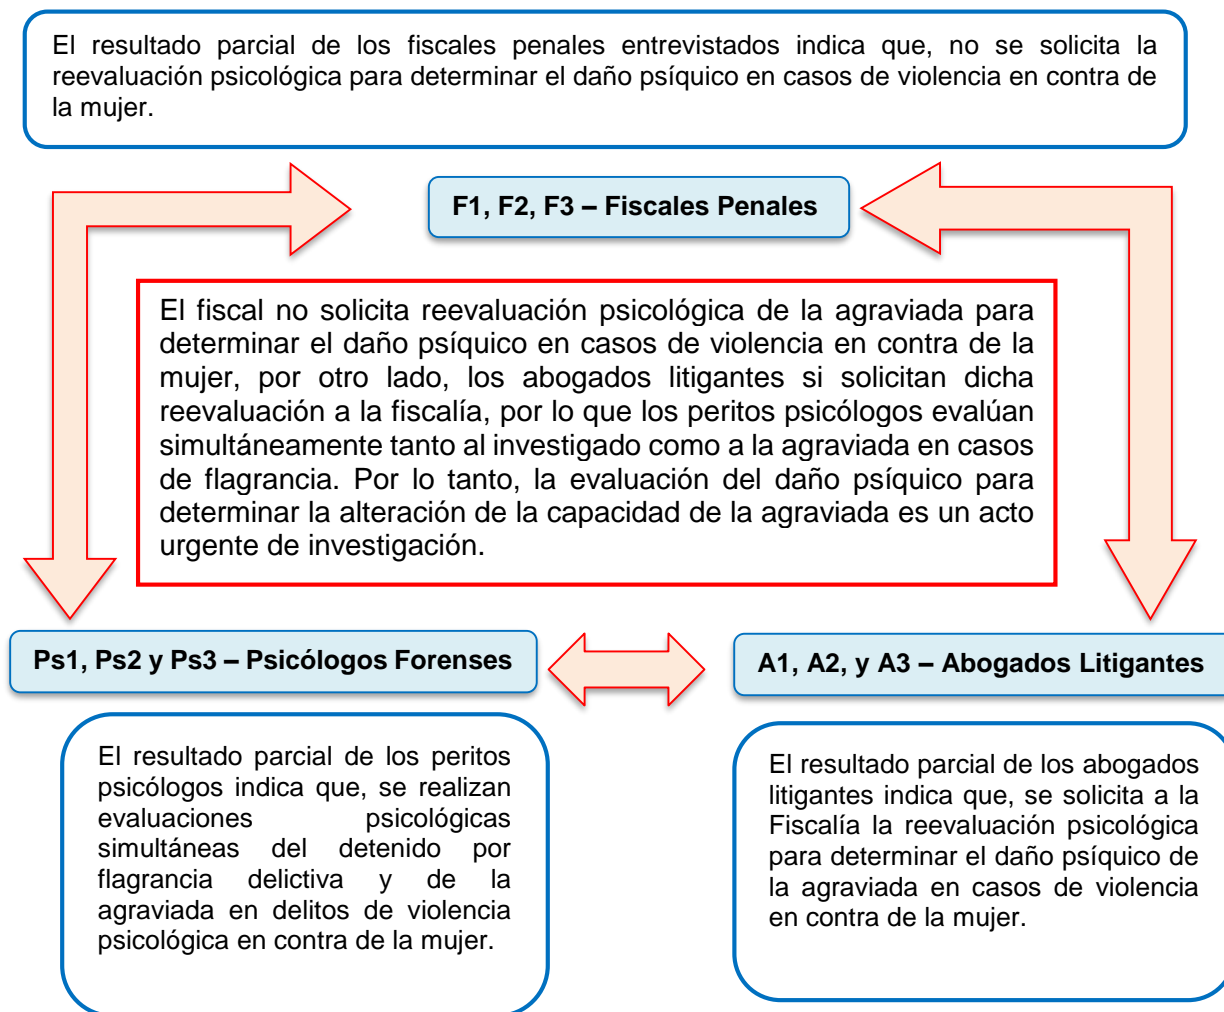 El resultado parcial de los fiscales penales entrevistados indica que, no se solicita la
reevaluación psicológica para determinar el daño psíquico en casos de violencia en contra de
la mujer.
F1, F2, F3 – Fiscales Penales
El fiscal no solicita reevaluación psicológica de la agraviada para
determinar el daño psíquico en casos de violencia en contra de la
mujer, por otro lado, los abogados litigantes si solicitan dicha
reevaluación a la fiscalía, por lo que los peritos psicólogos evalúan
simultáneamente tanto al investigado como a la agraviada en casos
de flagrancia. Por lo tanto, la evaluación del daño psíquico para
determinar la alteración de la capacidad de la agraviada es un acto
urgente de investigación.
Ps1, Ps2 y Ps3 – Psicólogos Forenses
A1, A2, y A3 – Abogados Litigantes
El resultado parcial de los peritos
psicólogos indica que, se realizan
evaluaciones psicológicas
simultáneas del detenido por
flagrancia delictiva y de la
agraviada en delitos de violencia
psicológica en contra de la mujer.
El resultado parcial de los abogados
litigantes indica que, se solicita a la
Fiscalía la reevaluación psicológica
para determinar el daño psíquico de
la agraviada en casos de violencia
en contra de la mujer.